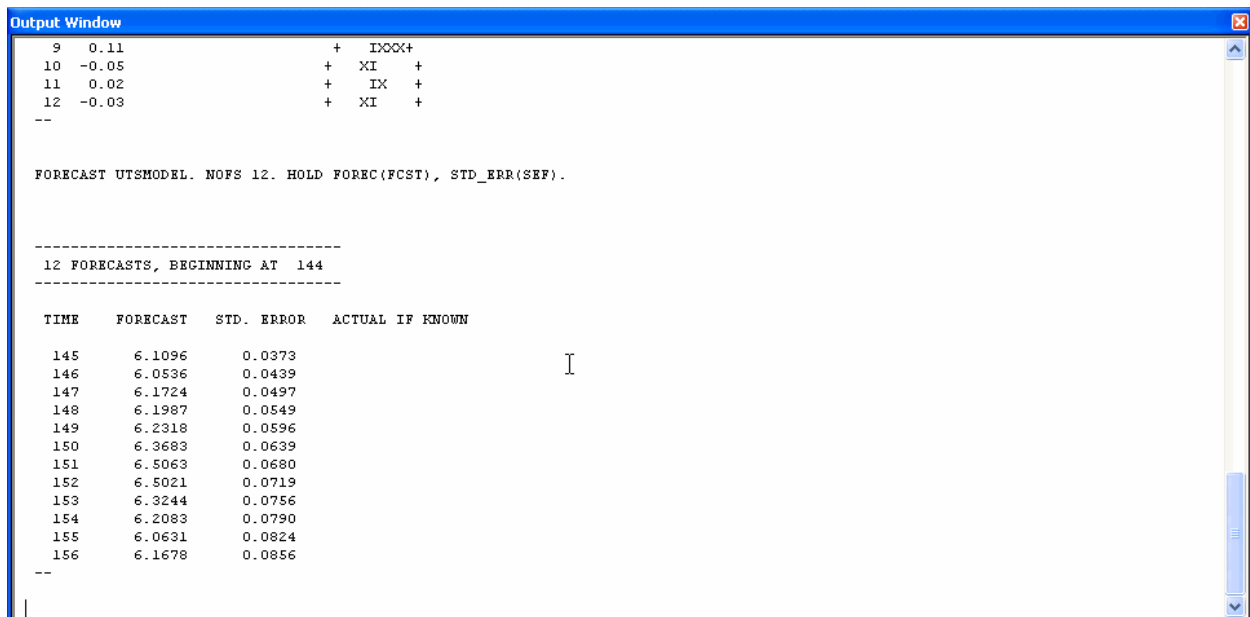 Output Window
9 0.11 + IXXX+
10 -0.05 + XI +
11 0.02 + IX +
12 -0.03 + XI +
--
FORECAST UTSMODEL. NOFS 12. HOLD FOREC(FCST), STD_ERR(SEF).
----------------------------------
12 FORECASTS, BEGINNING AT 144
----------------------------------
TIME FORECAST STD. ERROR ACTUAL IF KNOWN
145 6.1096 0.0373
146 6.0536 0.0439
147 6.1724 0.0497
148 6.1987 0.0549
149 6.2318 0.0596
150 6.3683 0.0639
151 6.5063 0.0680
152 6.5021 0.0719
153 6.3244 0.0756
154 6.2083 0.0790
155 6.0631 0.0824
156 6.1678 0.0856
--